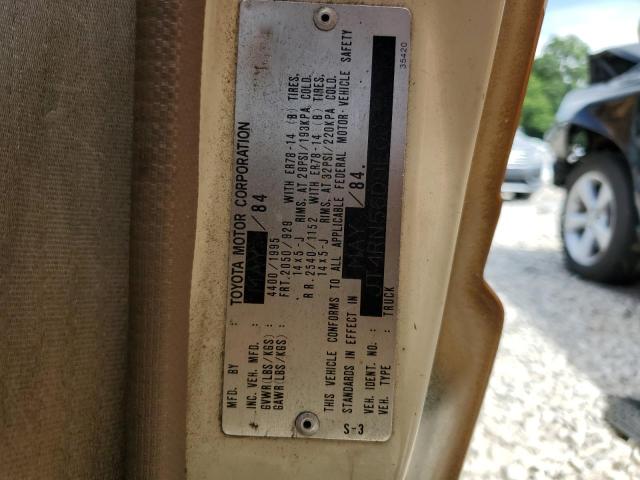 MFD. BY : TOYOTA MOTOR CORPORATION
INC. VEH. MFD. : MAY /84
GVWR(LBS/KGS) : 4400/1995
GAWR(LBS/KGS) : FRT.2050/929 WITH ER78-14 (B) TIRES.
14x5-J RIMS, AT 28PSI/193KPA COLD.
RR.2540/1152 WITH ER78-14 (B) TIRES.
14x5-J RIMS, AT 32PSI/220KPA COLD.
THIS VEHICLE CONFORMS TO ALL APPLICABLE FEDERAL MOTOR-VEHICLE SAFETY
STANDARDS IN EFFECT IN MAY /84.
VEH. IDENT. NO. :
VEH. TYPE : TRUCK
35420
S-3